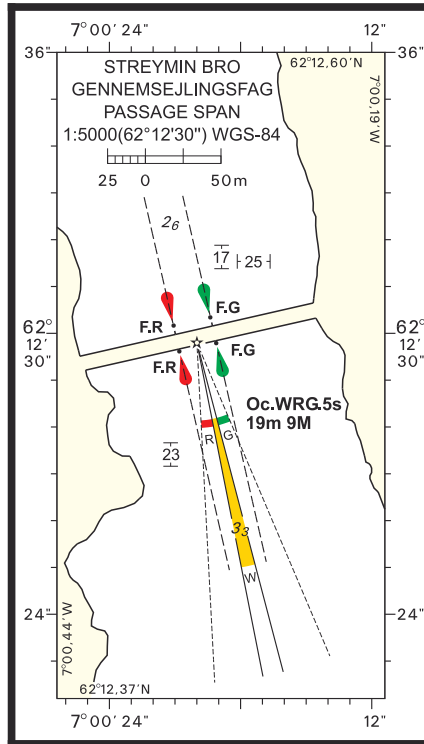 7°00'24" 12"
36" 62°12,60'N
STREYMIN BRO
GENNEMSEJLINGSFAG
PASSAGE SPAN
1:5000(62°12'30") WGS-84
7°00,19'W
25 0 50m
2₆
17 25
F.R F.G
62° 12' 30" 62° 12' 30"
F.R F.G
Oc.WRG.5s
19m 9M
R G
23
3₃
W
24" 24"
7°00,44'W
62°12,37'N
7°00'24" 12"